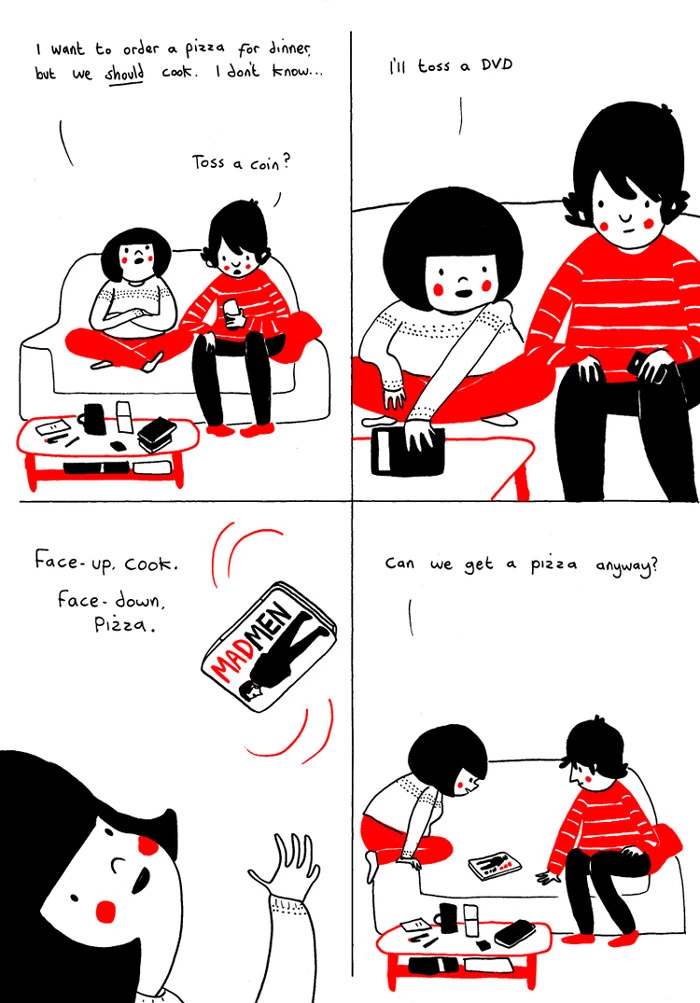 I want to order a pizza for dinner,
but we should cook. I don't know...
Toss a coin?
I'll toss a DVD
Face-up, cook.
Face-down,
Pizza.
MADMEN
Can we get a pizza anyway?